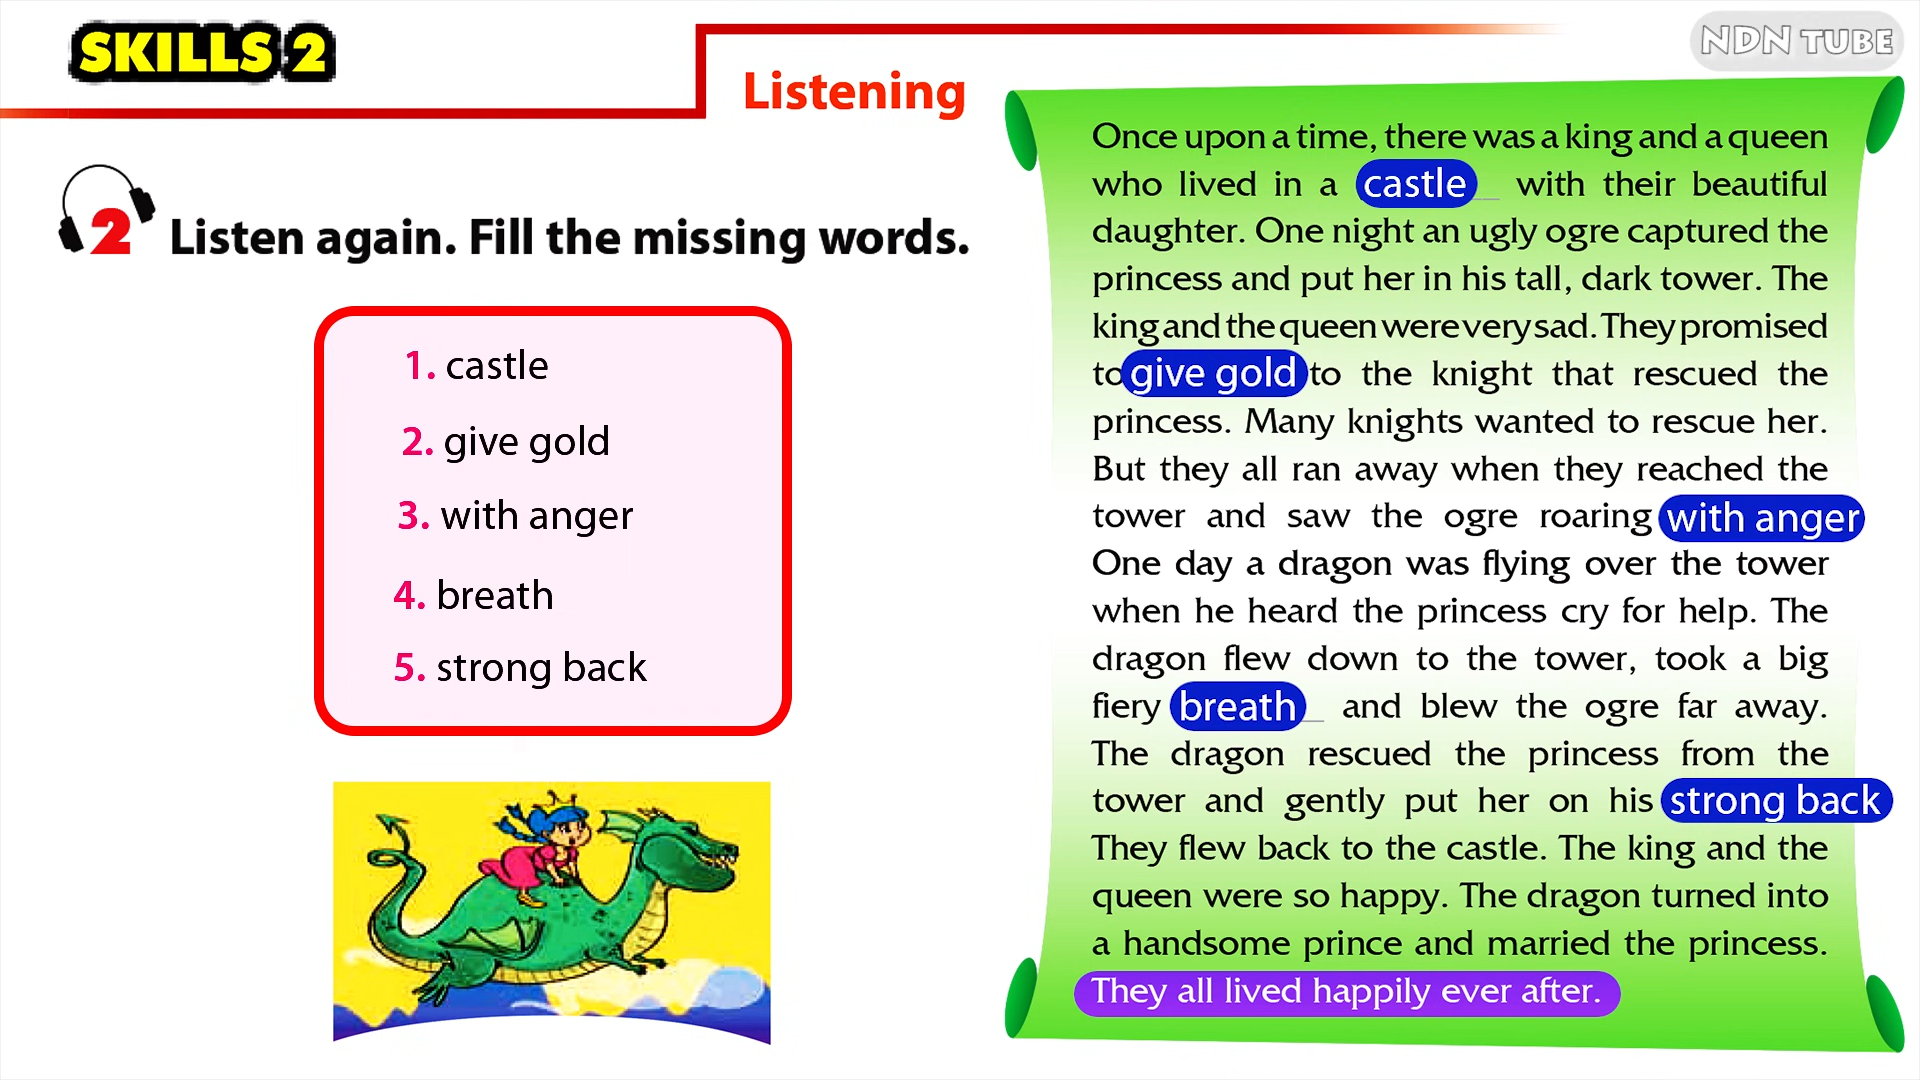 SKILLS 2
NDN TUBE
Listening
2 Listen again. Fill the missing words.
1. castle
2. give gold
3. with anger
4. breath
5. strong back
Once upon a time, there was a king and a queen
who lived in a castle with their beautiful
daughter. One night an ugly ogre captured the
princess and put her in his tall, dark tower. The
king and the queen were very sad. They promised
to give gold to the knight that rescued the
princess. Many knights wanted to rescue her.
But they all ran away when they reached the
tower and saw the ogre roaring with anger
One day a dragon was flying over the tower
when he heard the princess cry for help. The
dragon flew down to the tower, took a big
fiery breath and blew the ogre far away.
The dragon rescued the princess from the
tower and gently put her on his strong back
They flew back to the castle. The king and the
queen were so happy. The dragon turned into
a handsome prince and married the princess.
They all lived happily ever after.